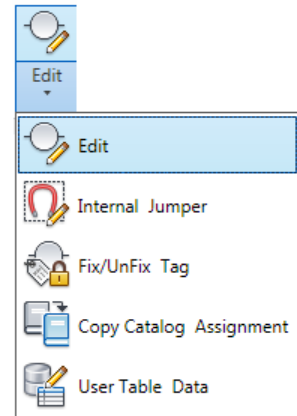 Edit
Edit
Internal Jumper
Fix/UnFix Tag
Copy Catalog Assignment
User Table Data